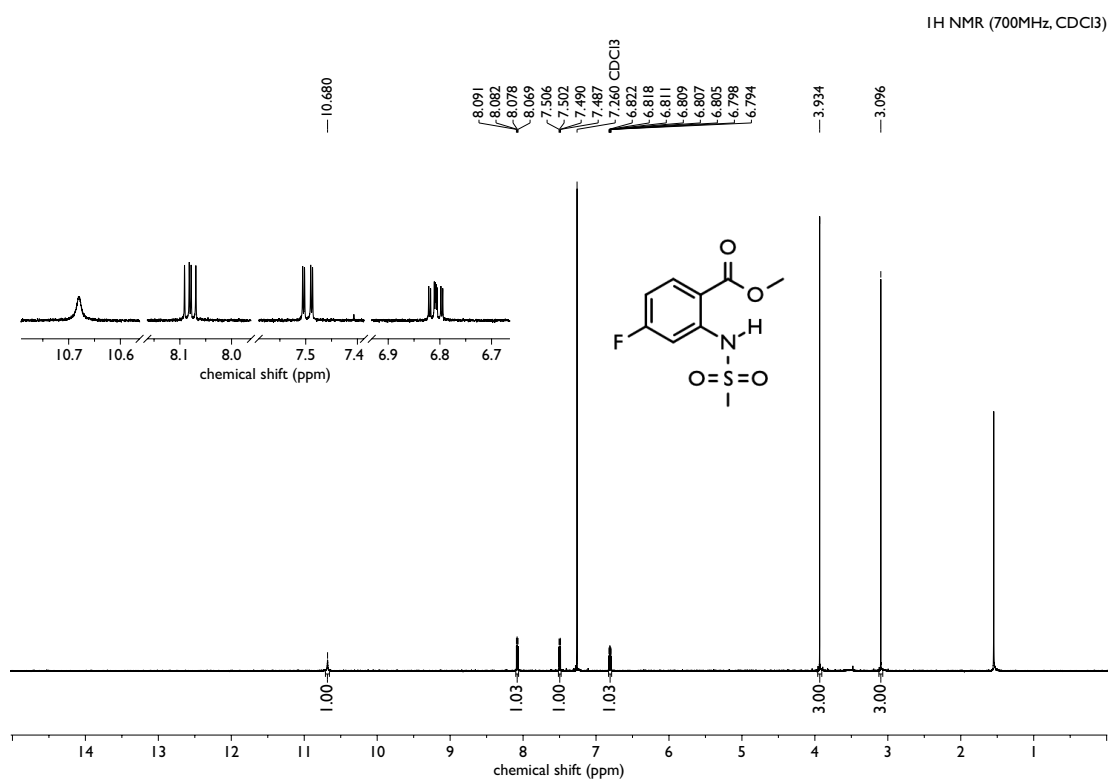 1H NMR (700MHz, CDCl3)
10.680
8.091
8.082
8.078
8.069
7.506
7.502
7.490
7.487
7.260 CDCl3
6.822
6.818
6.811
6.809
6.807
6.805
6.798
6.794
3.934
3.096
10.7 10.6 8.1 8.0 7.5 7.4 6.9 6.8 6.7
chemical shift (ppm)
O
O
H
N
F
O=S=O
1.00
1.03
1.00
1.03
3.00
3.00
14 13 12 11 10 9 8 7 6 5 4 3 2 1
chemical shift (ppm)